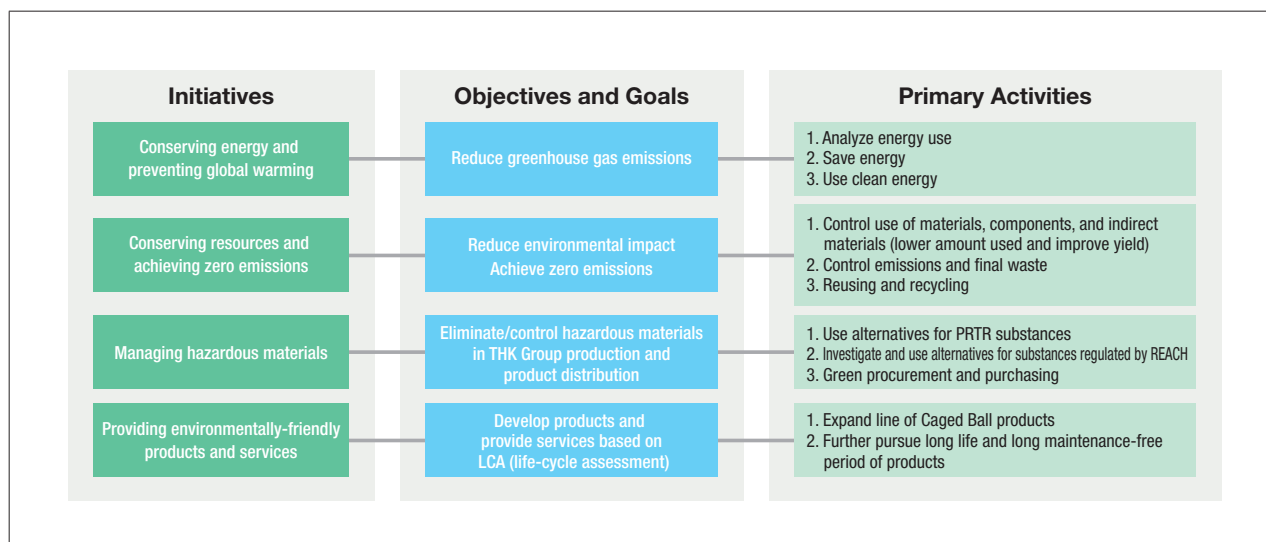 Initiatives
Objectives and Goals
Primary Activities
Conserving energy and
preventing global warming
Reduce greenhouse gas emissions
1. Analyze energy use
2. Save energy
3. Use clean energy
Conserving resources and
achieving zero emissions
Reduce environmental impact
Achieve zero emissions
1. Control use of materials, components, and indirect
materials (lower amount used and improve yield)
2. Control emissions and final waste
3. Reusing and recycling
Managing hazardous materials
Eliminate/control hazardous materials
in THK Group production and
product distribution
1. Use alternatives for PRTR substances
2. Investigate and use alternatives for substances regulated by REACH
3. Green procurement and purchasing
Providing environmentally-friendly
products and services
Develop products and
provide services based on
LCA (life-cycle assessment)
1. Expand line of Caged Ball products
2. Further pursue long life and long maintenance-free
period of products